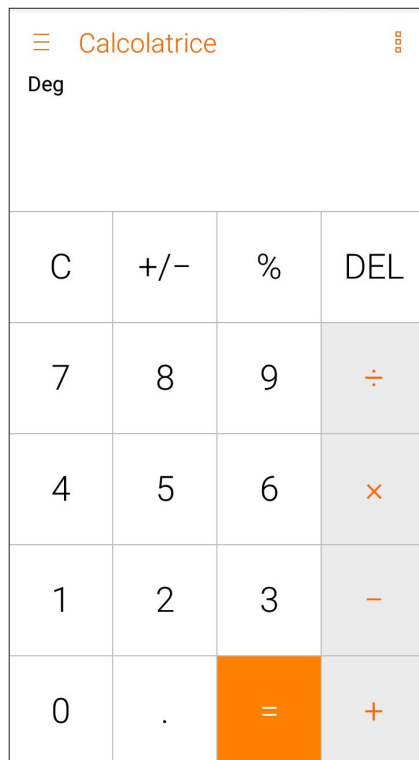 Calcolatrice
Deg
C +/− % DEL
7 8 9 ÷
4 5 6 ×
1 2 3 −
0 . = +